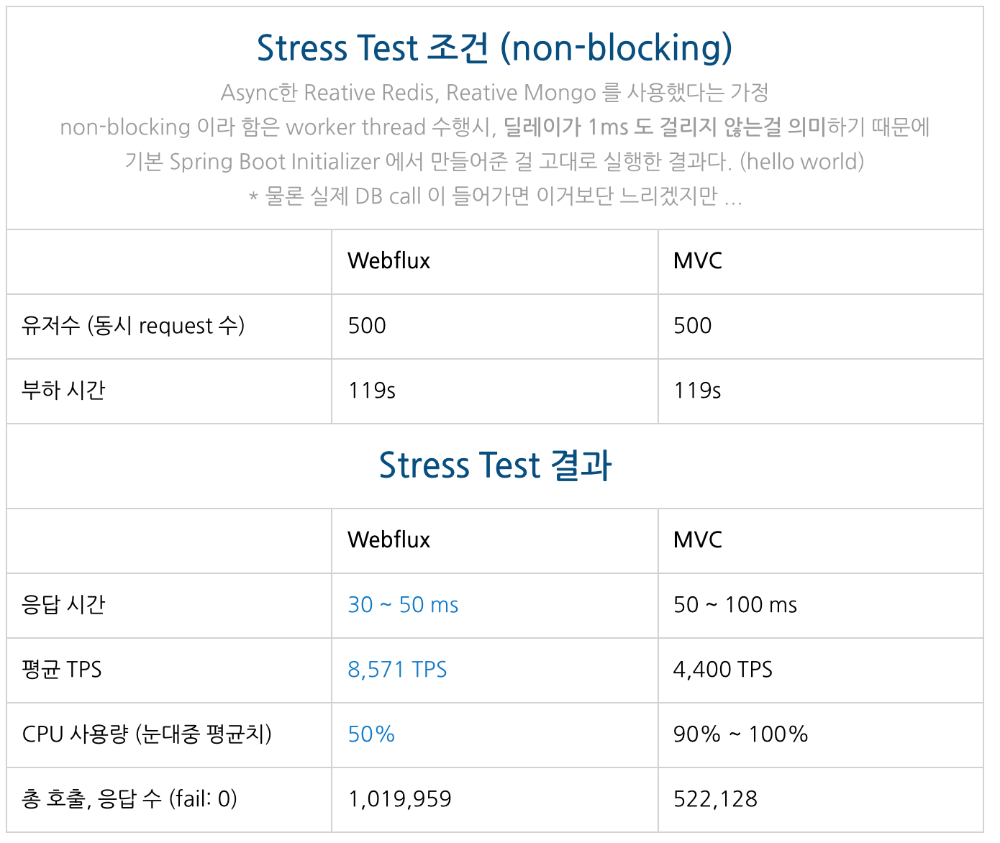 Stress Test 조건 (non-blocking)
Async한 Reative Redis, Reative Mongo 를 사용했다는 가정
non-blocking 이라 함은 worker thread 수행시, 딜레이가 1ms 도 걸리지 않는걸 의미하기 때문에
기본 Spring Boot Initializer 에서 만들어준 걸 고대로 실행한 결과다. (hello world)
* 물론 실제 DB call 이 들어가면 이거보단 느리겠지만 ...
Webflux MVC
유저수 (동시 request 수) 500 500
부하 시간 119s 119s
Stress Test 결과
Webflux MVC
응답 시간 30 ~ 50 ms 50 ~ 100 ms
평균 TPS 8,571 TPS 4,400 TPS
CPU 사용량 (눈대중 평균치) 50% 90% ~ 100%
총 호출, 응답 수 (fail: 0) 1,019,959 522,128